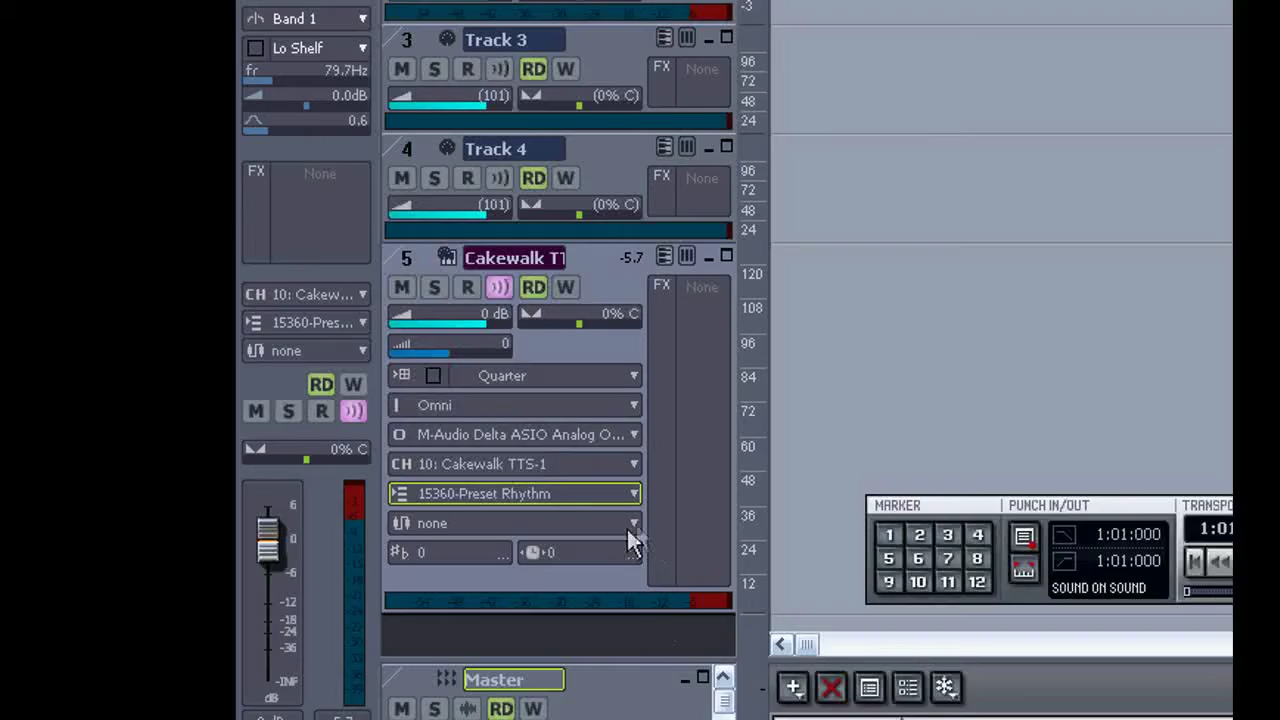 Band 1
Lo Shelf
fr 79.7Hz
0.0dB
0.6
FX None
CH 10: Cakew...
15360-Pres...
none
RD W
M S R
0% C
6
0
-6
-12
-18
-24
-36
-INF
dB
-3
3 Track 3
M S R RD W
(101) (0% C)
FX None
96
72
48
24
4 Track 4
M S R RD W
(101) (0% C)
FX None
96
72
48
24
5 Cakewalk TT -5.7
M S R RD W
0 dB 0% C
0
Quarter
Omni
O M-Audio Delta ASIO Analog O...
CH 10: Cakewalk TTS-1
15360-Preset Rhythm
none
0 ... 0
FX None
120
108
96
84
72
60
48
36
24
12
Master
M S RD W
MARKER PUNCH IN/OUT TRANSPO
1 2 3 4
5 6 7 8
9 10 11 12
1:01:000
1:01:000
SOUND ON SOUND
1:01